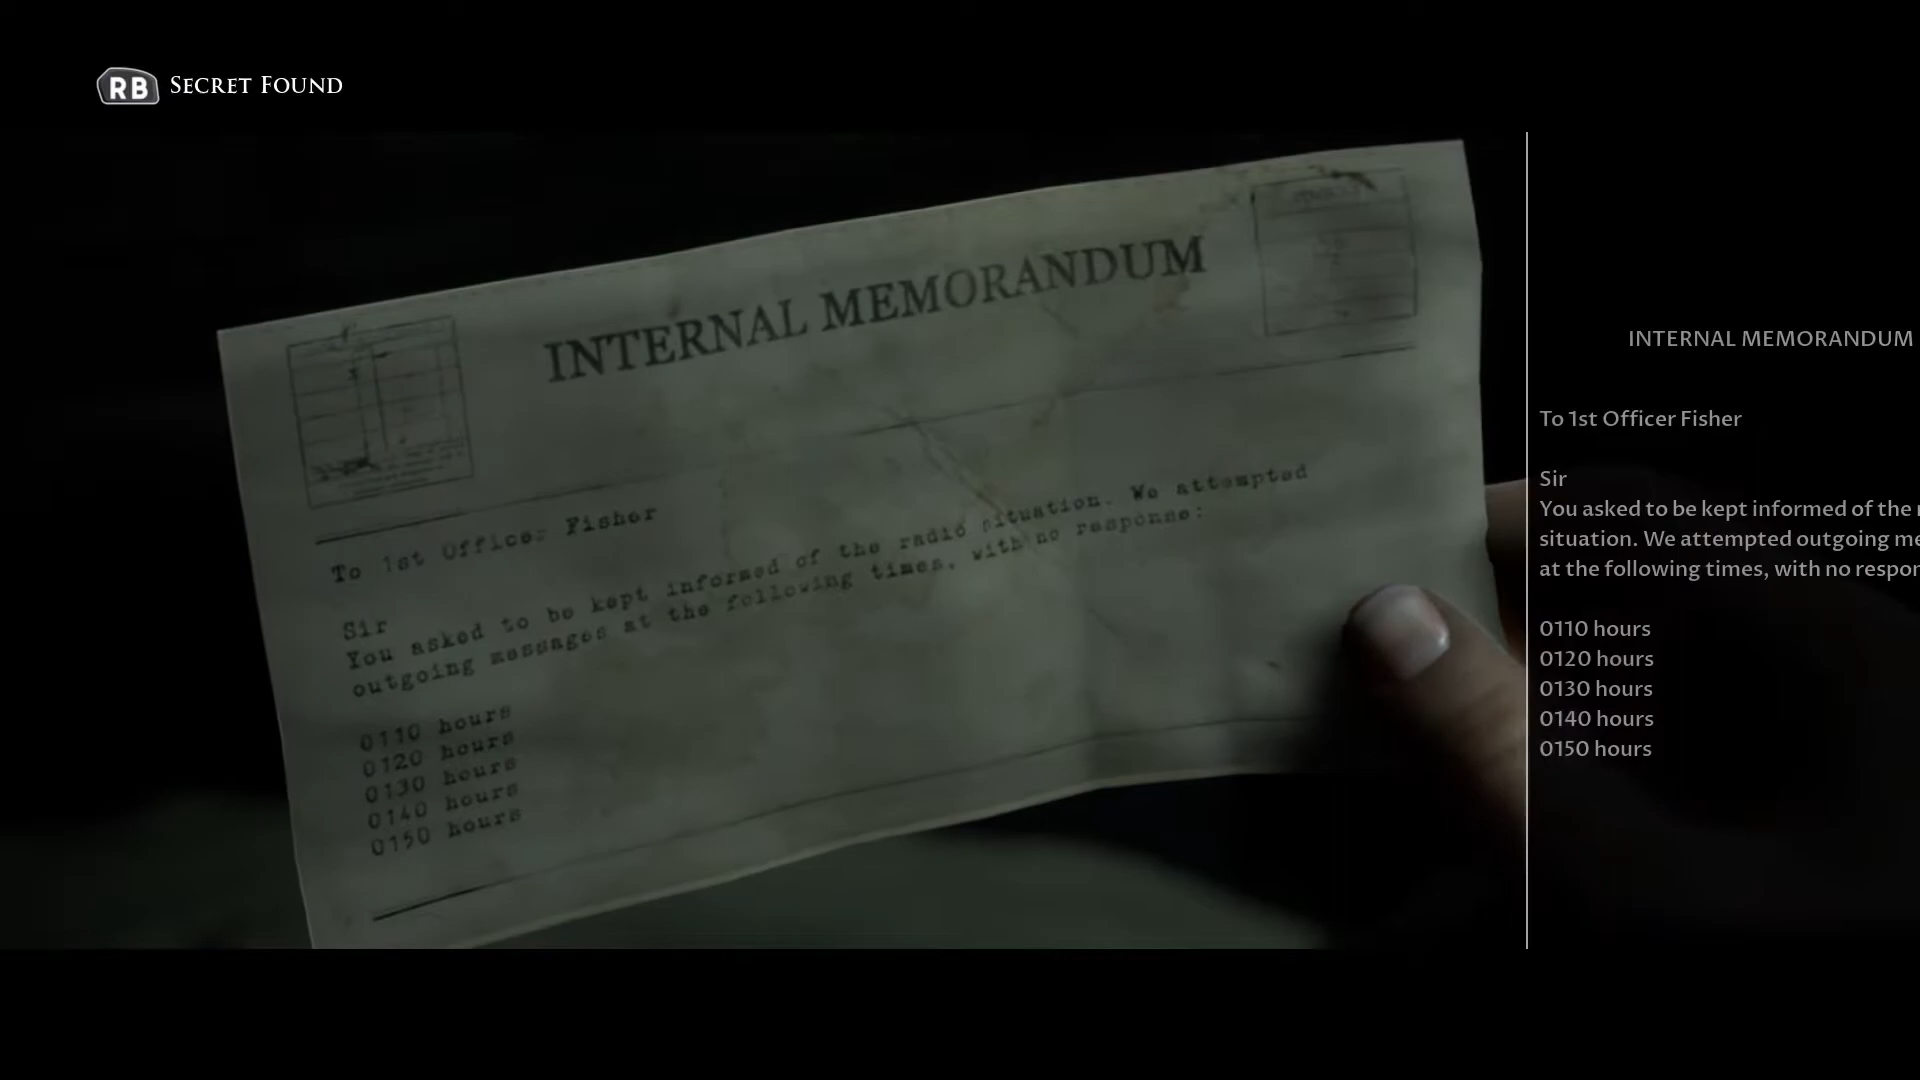 RB Secret Found
INTERNAL MEMORANDUM
To 1st Officer Fisher
Sir
You asked to be kept informed of the radio situation. We attempted
outgoing messages at the following times, with no response:
0110 hours
0120 hours
0130 hours
0140 hours
0150 hours
INTERNAL MEMORANDUM
To 1st Officer Fisher
Sir
You asked to be kept informed of the
situation. We attempted outgoing
at the following times, with no
0110 hours
0120 hours
0130 hours
0140 hours
0150 hours